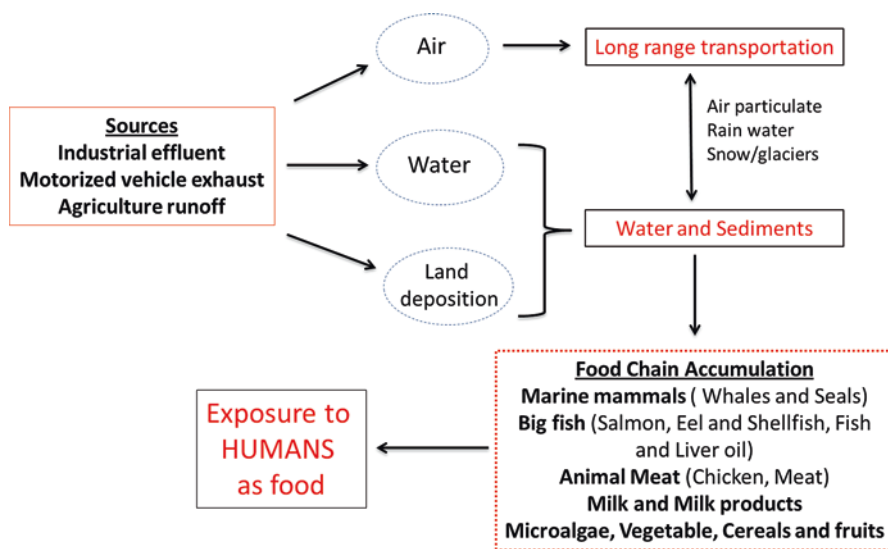 Air
Long range transportation
Air particulate
Rain water
Snow/glaciers
Sources
Industrial effluent
Motorized vehicle exhaust
Agriculture runoff
Water
Water and Sediments
Land
deposition
Food Chain Accumulation
Marine mammals ( Whales and Seals)
Big fish (Salmon, Eel and Shellfish, Fish
and Liver oil)
Animal Meat (Chicken, Meat)
Milk and Milk products
Microalgae, Vegetable, Cereals and fruits
Exposure to
HUMANS
as food